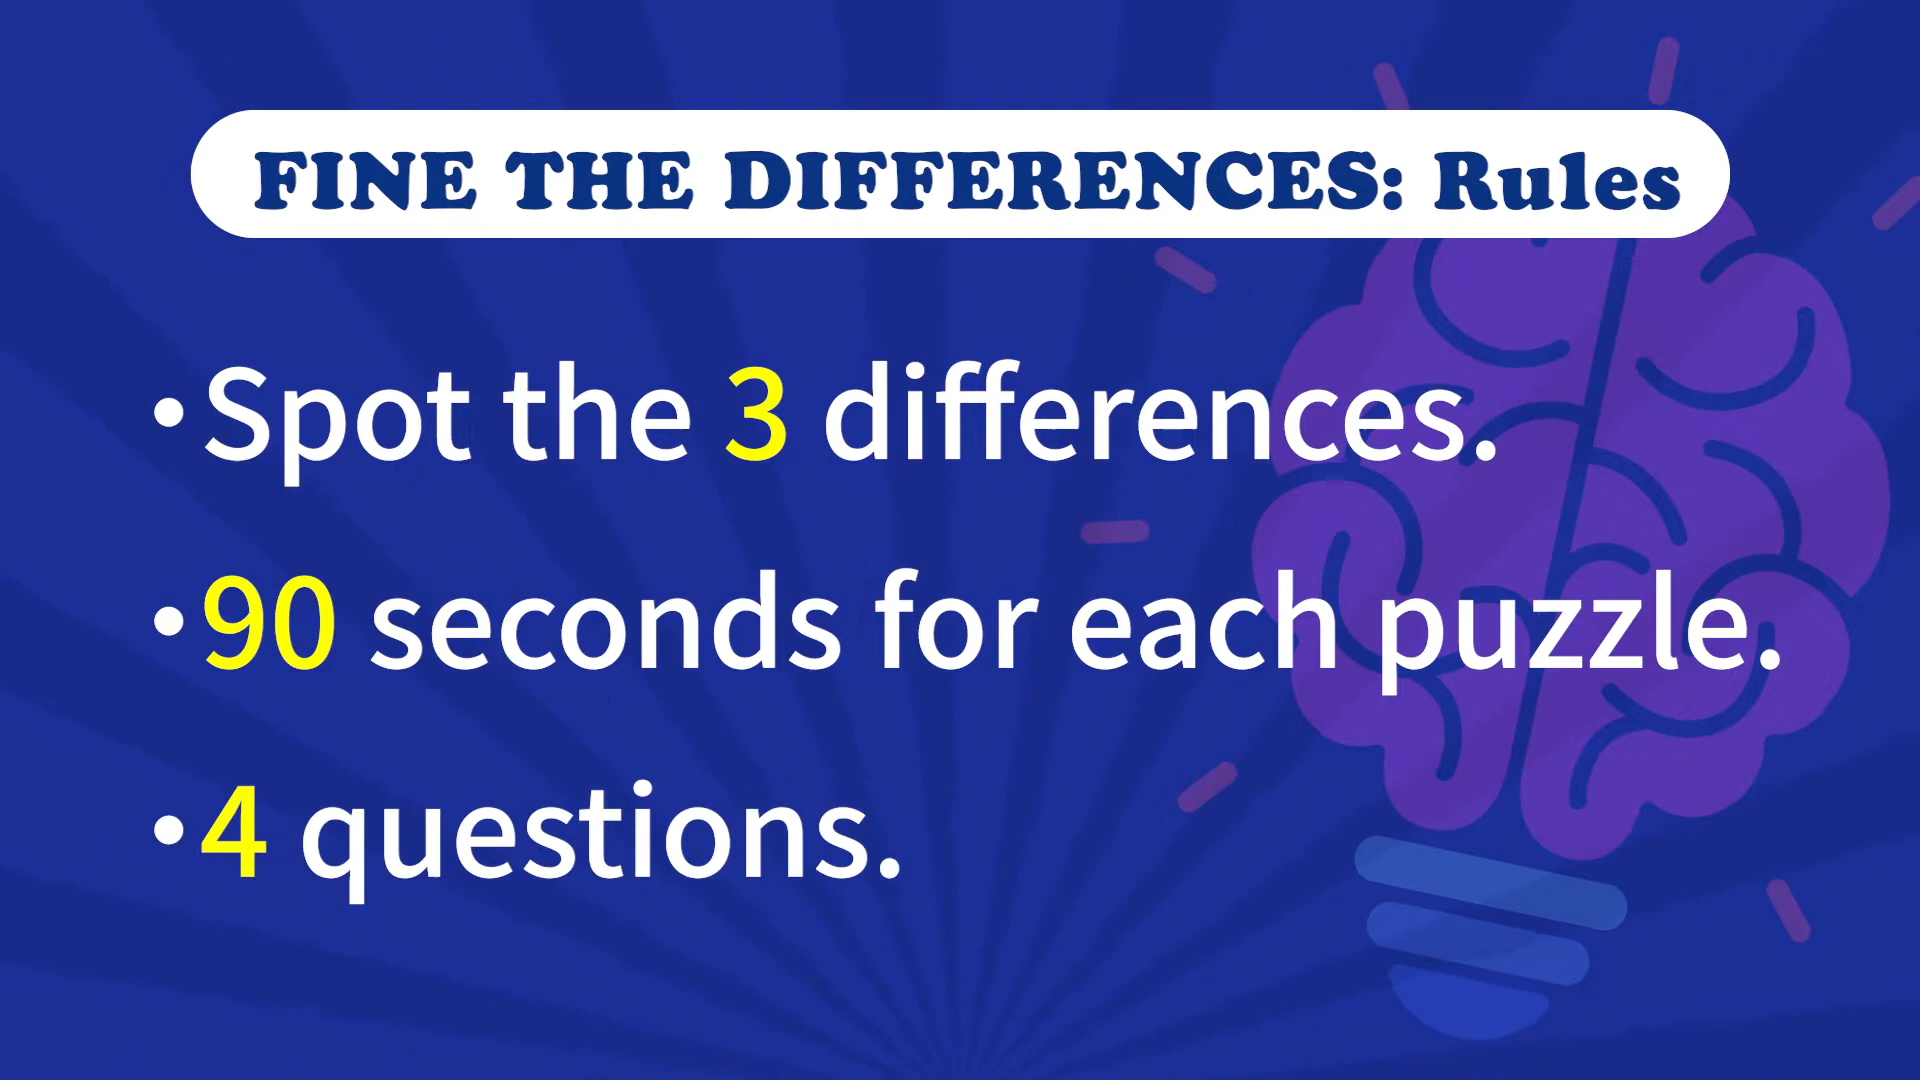 FINE THE DIFFERENCES: Rules
•Spot the 3 differences.
•90 seconds for each puzzle.
•4 questions.